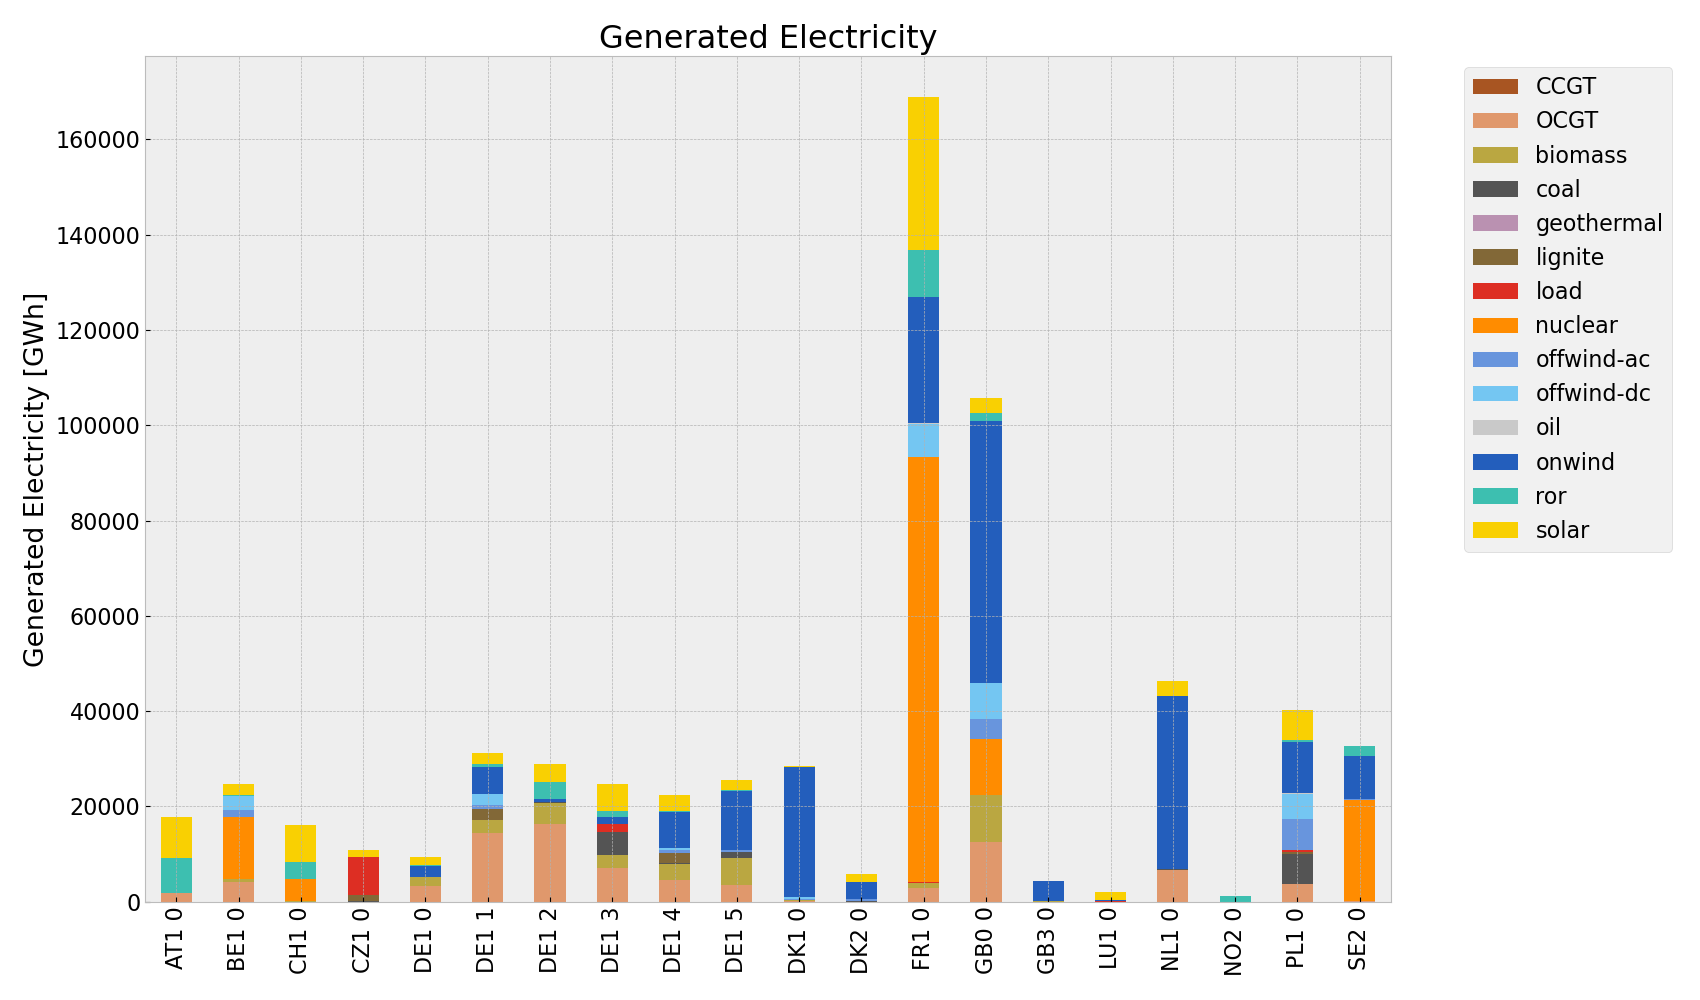 Generated Electricity
Generated Electricity [GWh]
160000
140000
120000
100000
80000
60000
40000
20000
0
AT1 0
BE1 0
CH1 0
CZ1 0
DE1 0
DE1 1
DE1 2
DE1 3
DE1 4
DE1 5
DK1 0
DK2 0
FR1 0
GB0 0
GB3 0
LU1 0
NL1 0
NO2 0
PL1 0
SE2 0
CCGT
OCGT
biomass
coal
geothermal
lignite
load
nuclear
offwind-ac
offwind-dc
oil
onwind
ror
solar